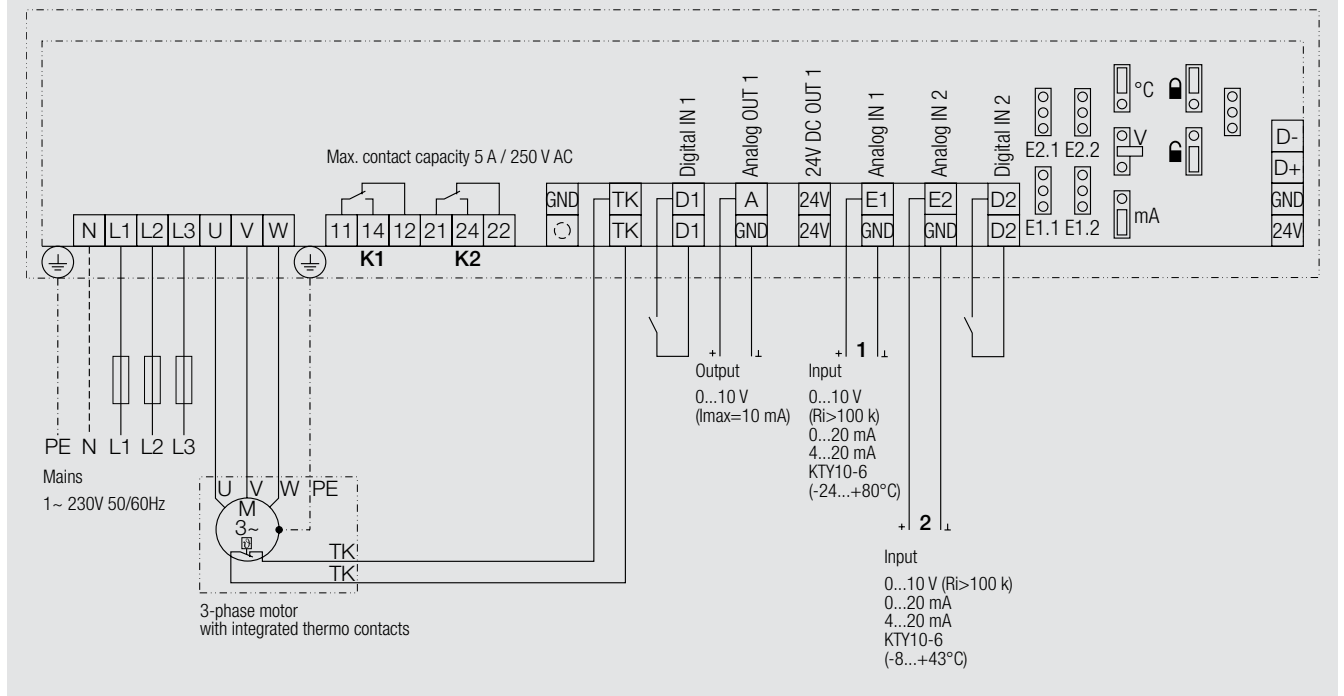 Max. contact capacity 5 A / 250 V AC
Digital IN 1
Analog OUT 1
24V DC OUT 1
Analog IN 1
Analog IN 2
Digital IN 2
°C
V
mA
E2.1 E2.2
E1.1 E1.2
D-
D+
GND
24V
N L1 L2 L3 U V W
11 14 12 21 24 22
K1
K2
GND TK D1 A 24V E1 E2 D2
TK D1 GND 24V GND GND D2
+ ⊥
Output
0...10 V
(Imax=10 mA)
+ 1 ⊥
Input
0...10 V
(Ri>100 k)
0...20 mA
4...20 mA
KTY10-6
(-24...+80°C)
+ 2 ⊥
Input
0...10 V (Ri>100 k)
0...20 mA
4...20 mA
KTY10-6
(-8...+43°C)
PE N L1 L2 L3
Mains
1~ 230V 50/60Hz
U V W PE
M
3~
TK
TK
3-phase motor
with integrated thermo contacts